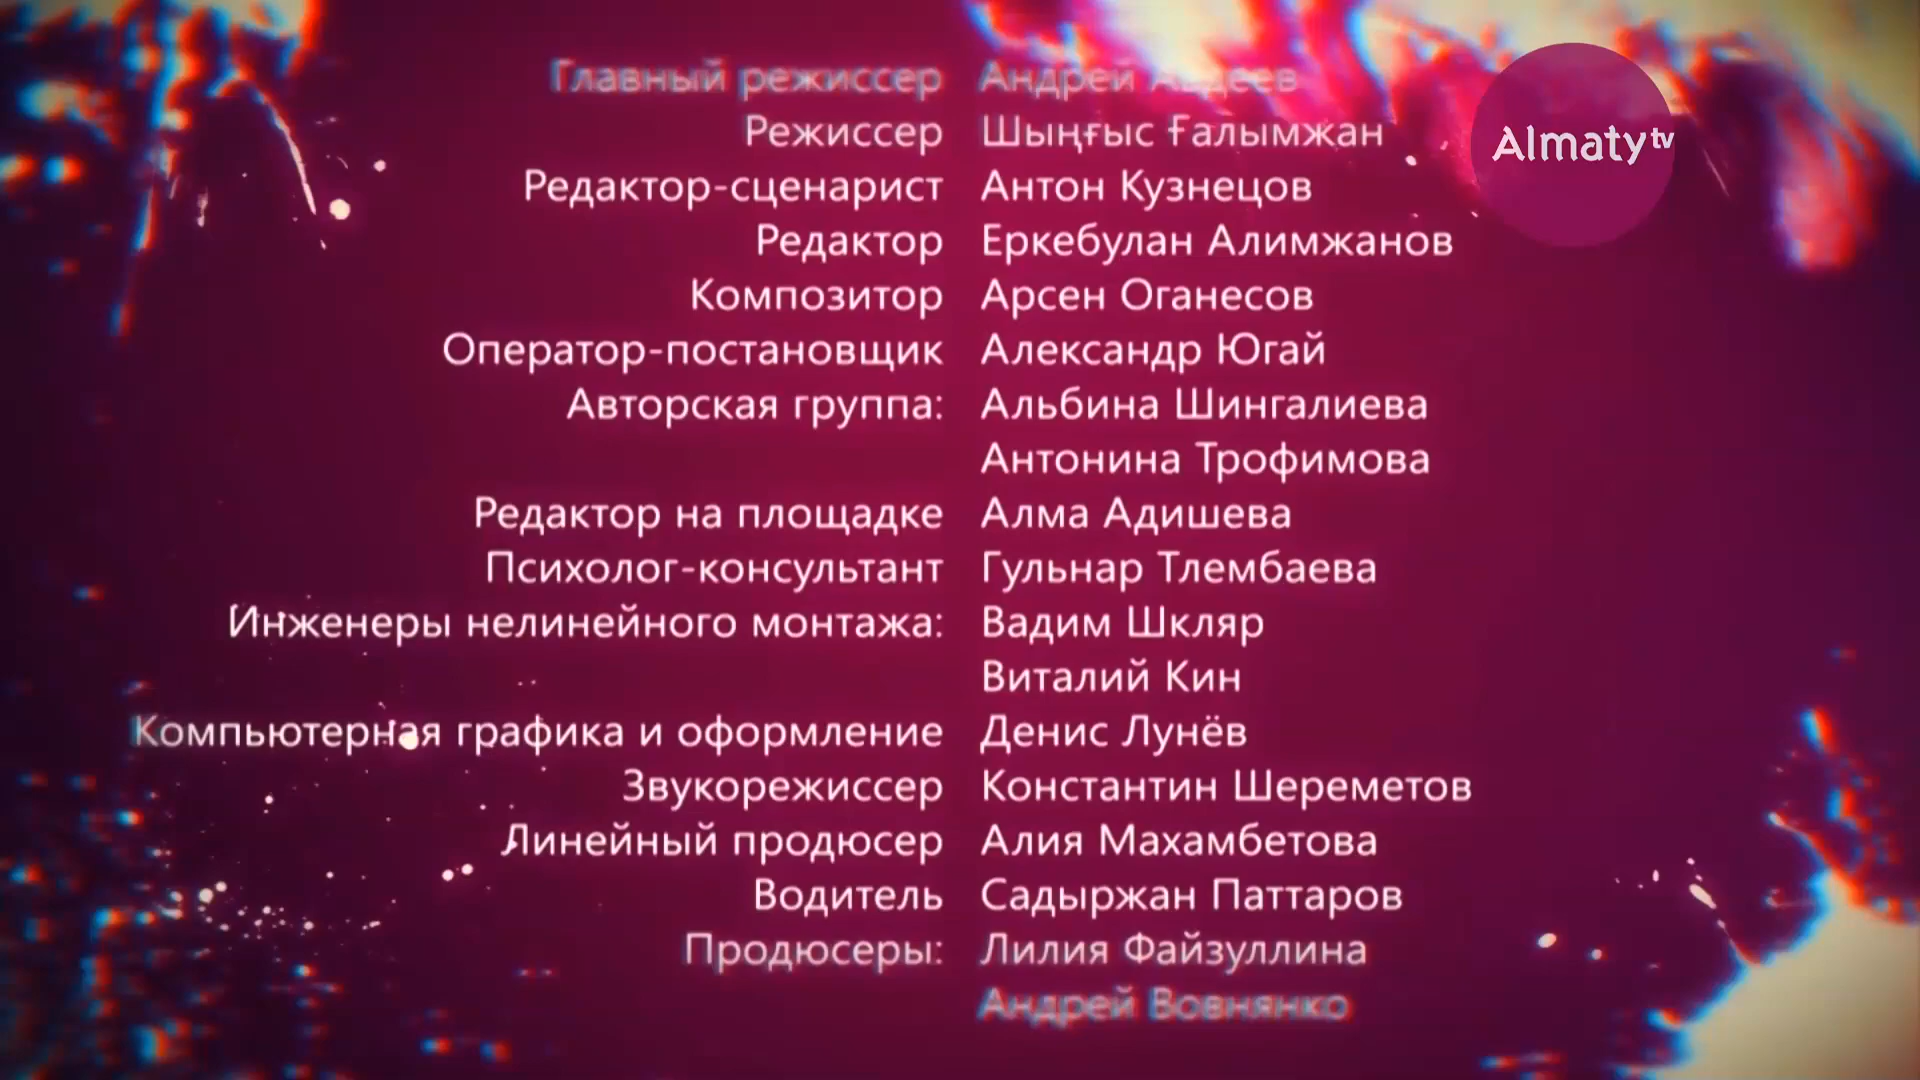 Главный режиссер Андрей Авдеев
Режиссер Шыңғыс Ғалымжан
Almaty tv
Редактор-сценарист Антон Кузнецов
Редактор Еркебулан Алимжанов
Композитор Арсен Оганесов
Оператор-постановщик Александр Югай
Авторская группа: Альбина Шингалиева
Антонина Трофимова
Редактор на площадке Алма Адишева
Психолог-консультант Гульнар Тлембаева
Инженеры нелинейного монтажа: Вадим Шкляр
Виталий Кин
Компьютерная графика и оформление Денис Лунёв
Звукорежиссер Константин Шереметов
Линейный продюсер Алия Махамбетова
Водитель Садыржан Паттаров
Продюсеры: Лилия Файзуллина
Андрей Вовнянко